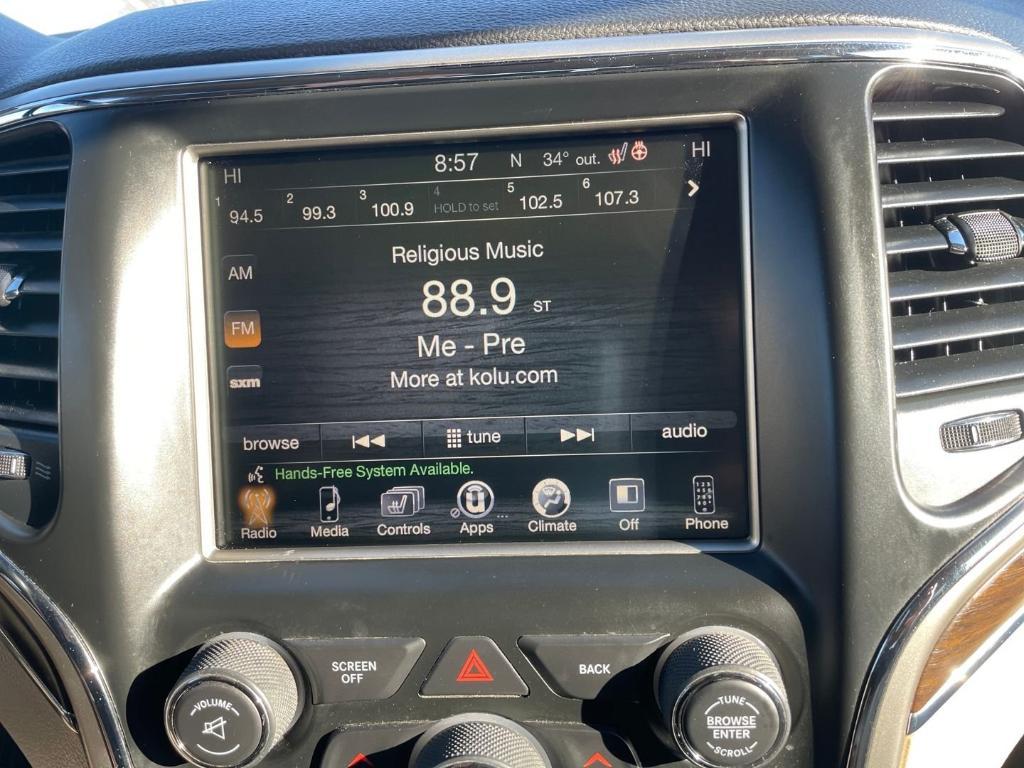 HI 8:57 N 34° out. HI
1 94.5 2 99.3 3 100.9 4 HOLD to set 5 102.5 6 107.3
Religious Music
AM
88.9 ST
FM
Me - Pre
sxm
More at kolu.com
browse tune audio
Hands-Free System Available.
Radio Media Controls Apps Climate Off Phone
SCREEN
OFF
BACK
VOLUME
TUNE
BROWSE
ENTER
SCROLL